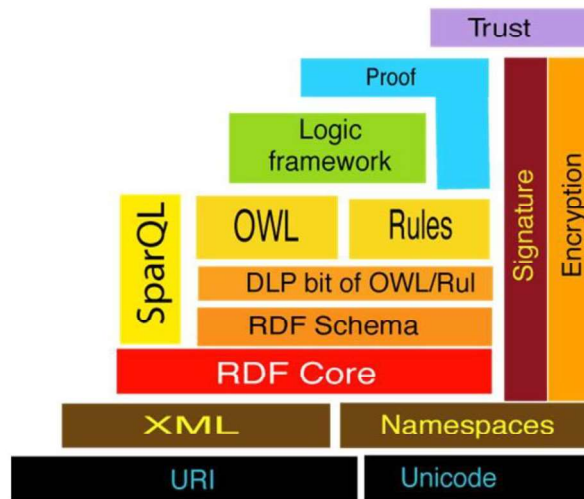 Trust
Proof
Logic
framework
SparQL
OWL
Rules
Signature
Encryption
DLP bit of OWL/Rul
RDF Schema
RDF Core
XML
Namespaces
URI
Unicode